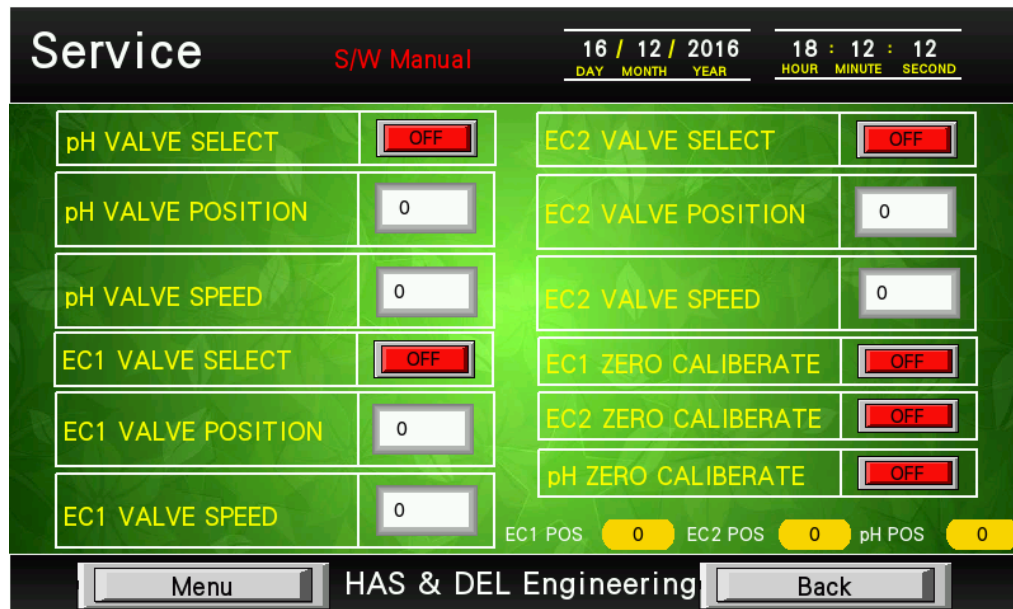 Service
S/W Manual
16 / 12 / 2016
DAY MONTH YEAR
18 : 12 : 12
HOUR MINUTE SECOND
pH VALVE SELECT OFF
pH VALVE POSITION 0
pH VALVE SPEED 0
EC1 VALVE SELECT OFF
EC1 VALVE POSITION 0
EC1 VALVE SPEED 0
EC2 VALVE SELECT OFF
EC2 VALVE POSITION 0
EC2 VALVE SPEED 0
EC1 ZERO CALIBERATE OFF
EC2 ZERO CALIBERATE OFF
pH ZERO CALIBERATE OFF
EC1 POS 0 EC2 POS 0 pH POS 0
Menu HAS & DEL Engineering Back